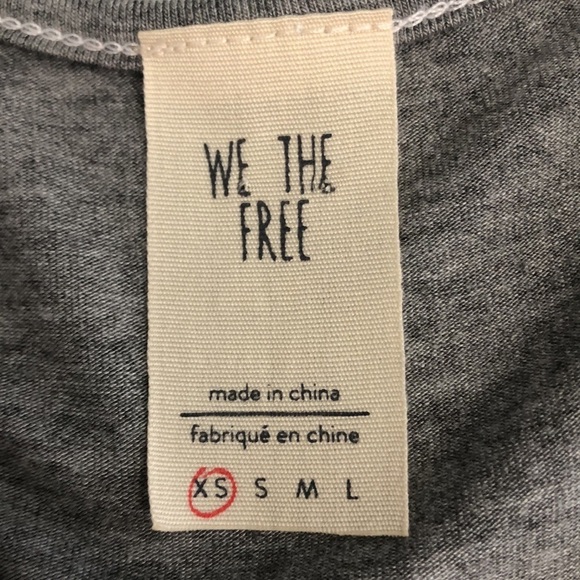 WE THE
FREE
made in china
fabriqué en chine
XS S M L